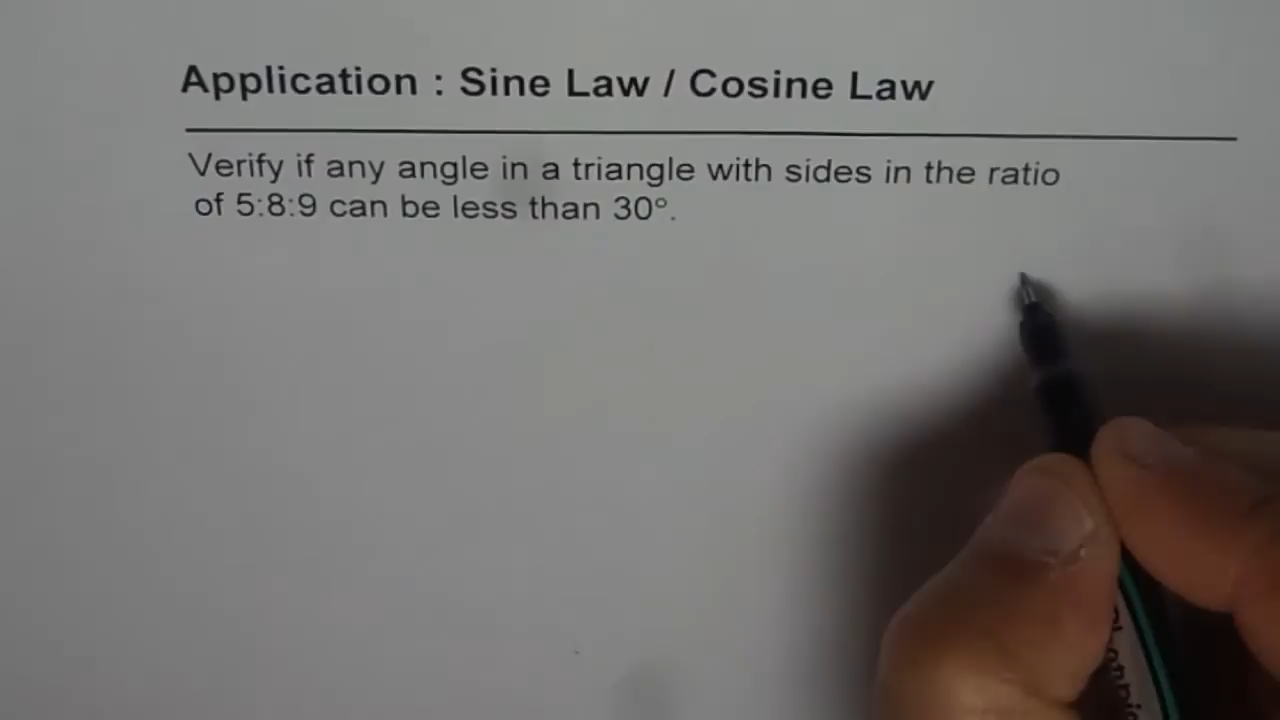 Application : Sine Law / Cosine Law
Verify if any angle in a triangle with sides in the ratio
of 5:8:9 can be less than 30°.